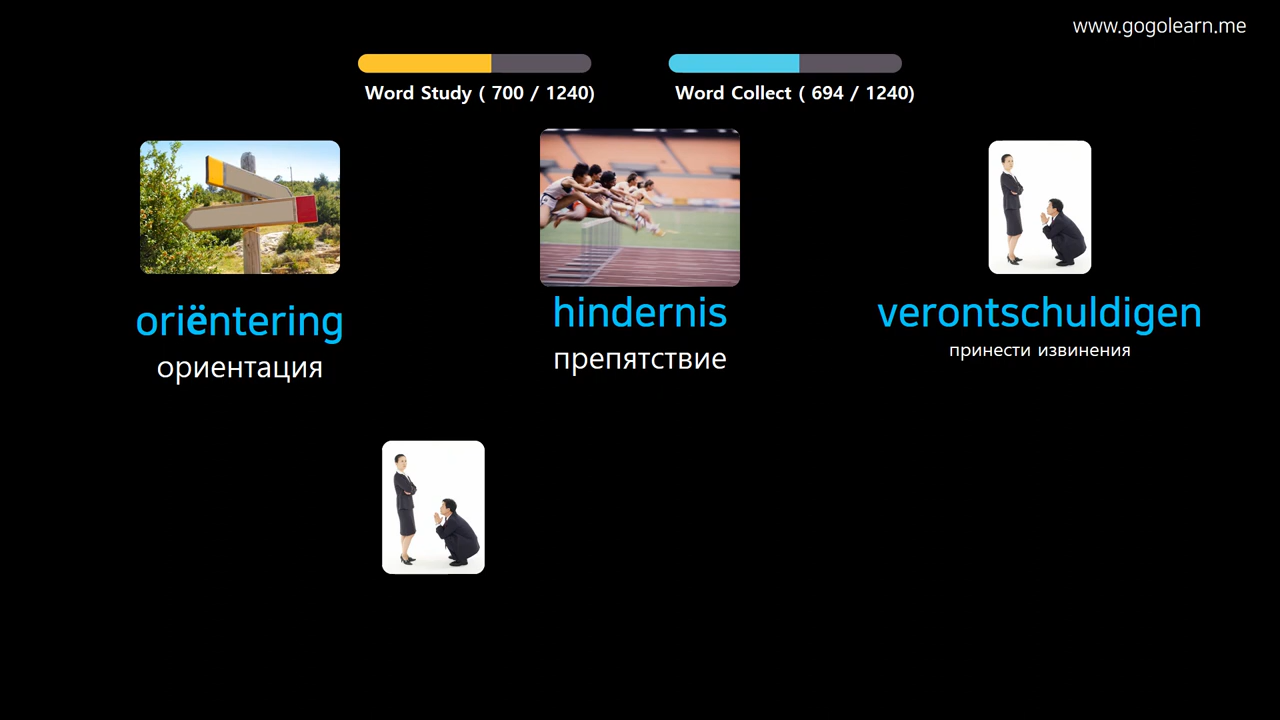 www.gogolearn.me
Word Study ( 700 / 1240)
Word Collect ( 694 / 1240)
oriëntering
ориентация
hindernis
препятствие
verontschuldigen
принести извинения